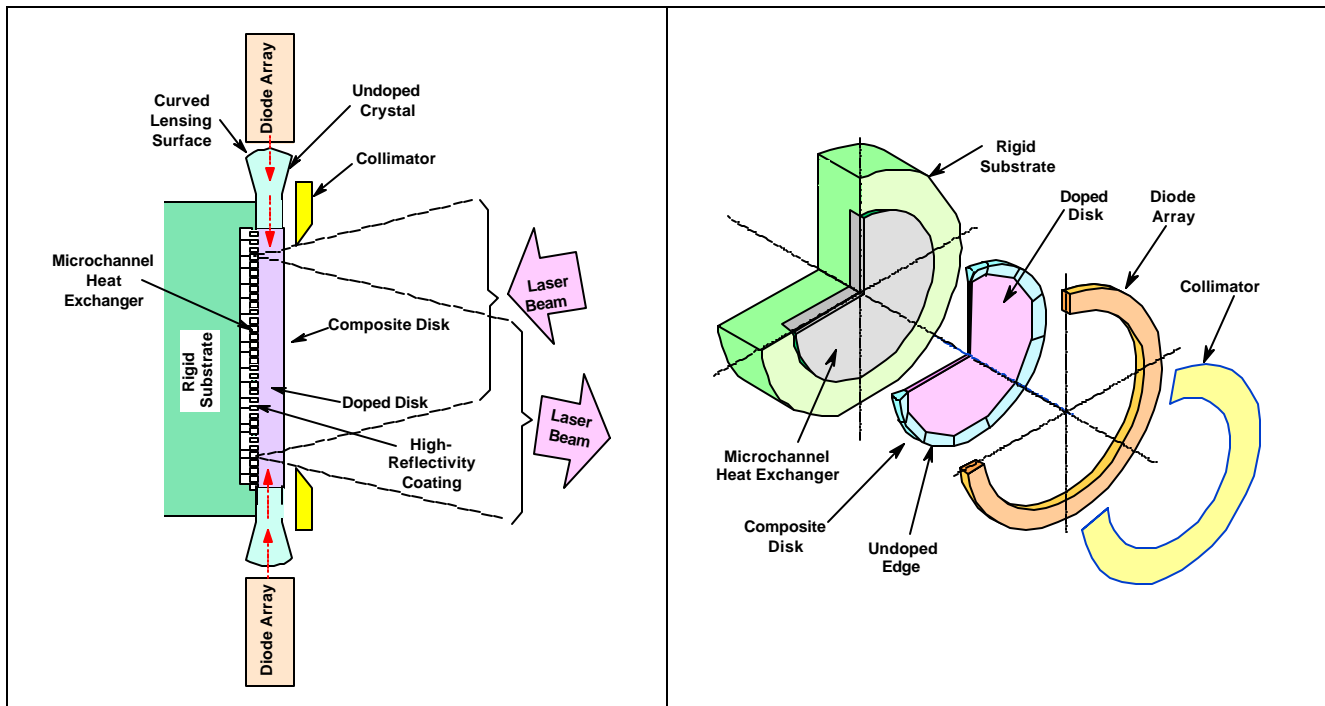 Diode Array
Curved
Lensing
Surface
Undoped
Crystal
Collimator
Microchannel
Heat
Exchanger
Rigid
Substrate
Laser
Beam
Composite Disk
Doped Disk
Laser
Beam
High-
Reflectivity
Coating
Diode Array
Rigid
Substrate
Doped
Disk
Diode
Array
Collimator
Microchannel
Heat Exchanger
Composite
Disk
Undoped
Edge